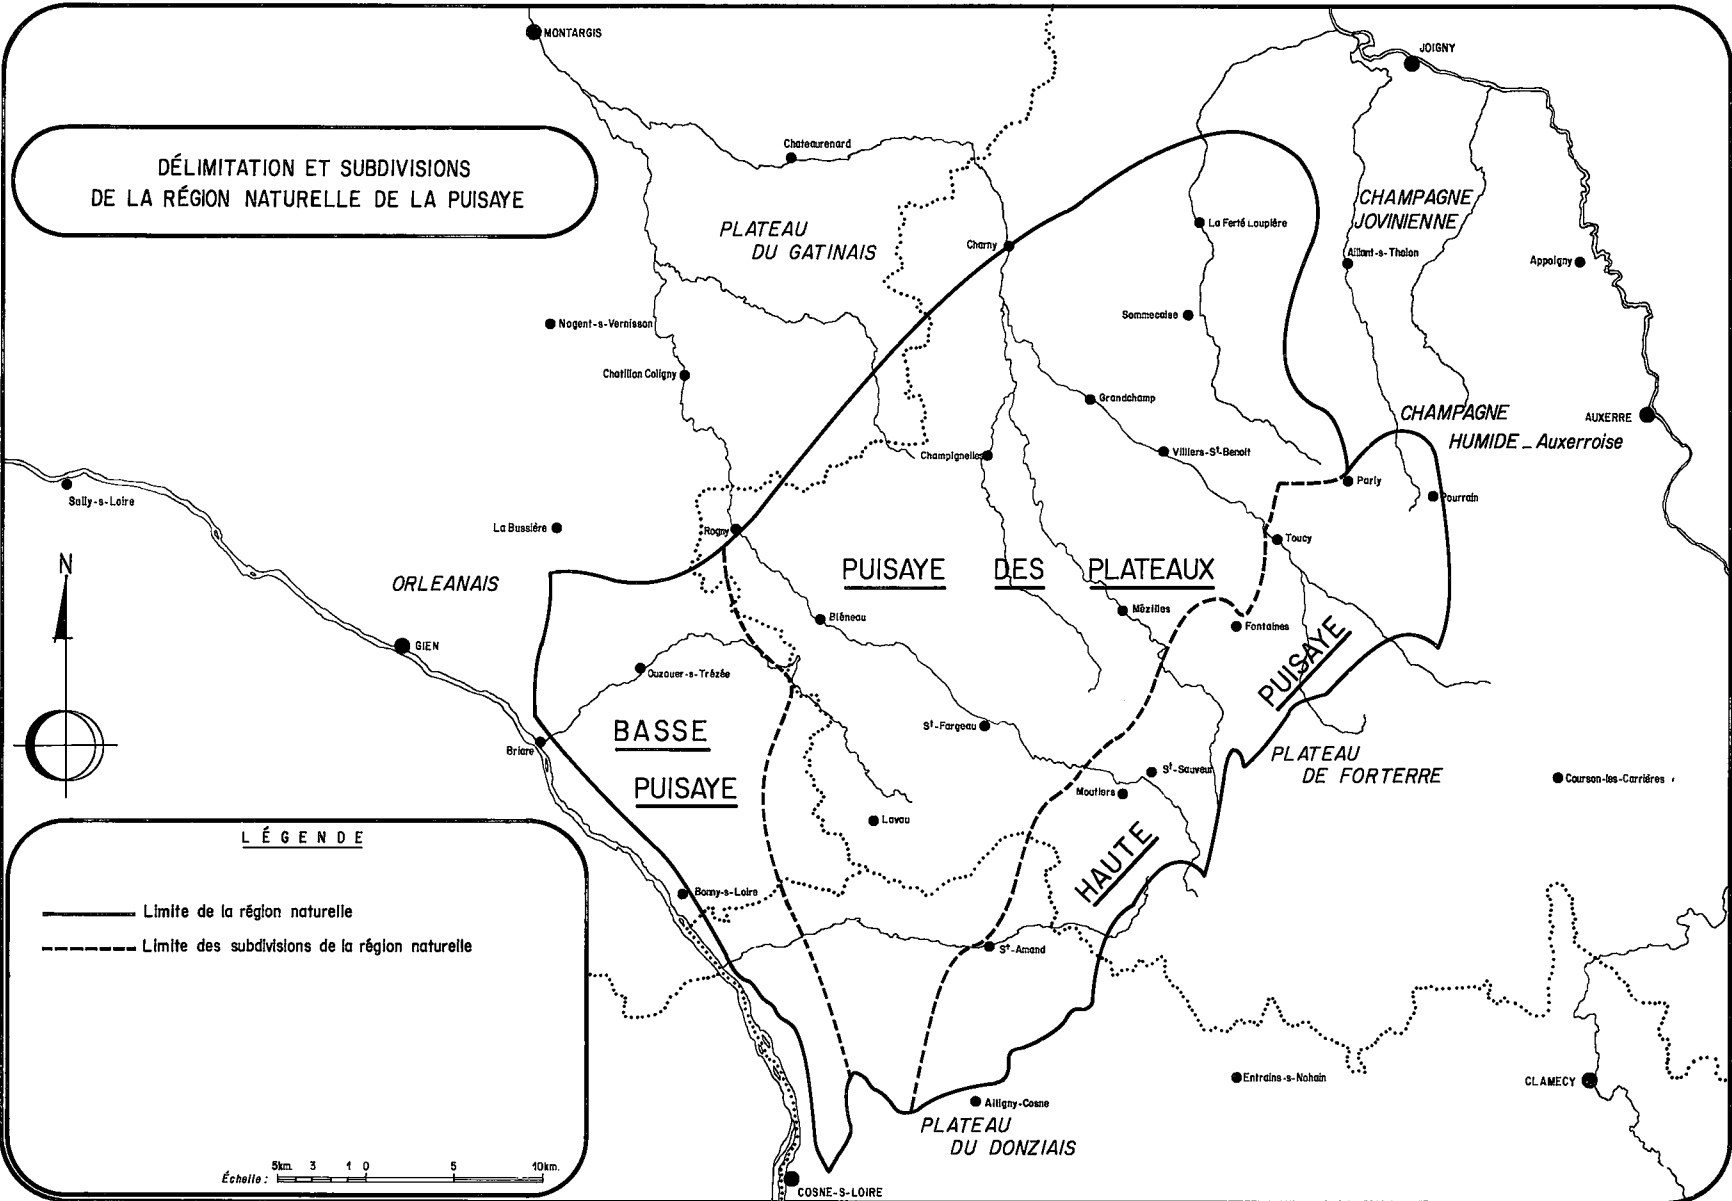 MONTARGIS
JOIGNY
DÉLIMITATION ET SUBDIVISIONS
DE LA RÉGION NATURELLE DE LA PUISAYE
Chateaurenard
CHAMPAGNE
JOVINIENNE
PLATEAU
DU GATINAIS
La Ferté Loupière
Charny
Aillant-s-Tholon
Appoigny
Sommecaise
Nogent-s-Vernisson
Chatillon Coligny
Grandchamp
CHAMPAGNE
HUMIDE _ Auxerroise
AUXERRE
Champignelles
Villiers-St-Benoit
Parly
Pourrain
Sully-s-Loire
La Bussière
Rogny
Toucy
N
ORLEANAIS
PUISAYE DES PLATEAUX
Bléneau
Mézilles
Fontaines
GIEN
Ouzouer-s-Trézée
PUISAYE
BASSE
PUISAYE
St-Fargeau
Briare
PLATEAU
DE FORTERRE
St-Sauveur
Moutiers
Courson-les-Carrières
Lavau
HAUTE
LÉGENDE
Limite de la région naturelle
Limite des subdivisions de la région naturelle
Bonny-s-Loire
St-Amand
Entrains-s-Nohain
CLAMECY
Alligny-Cosne
PLATEAU
DU DONZIAIS
Échelle : 5km. 3 1 0 5 10km.
COSNE-S-LOIRE